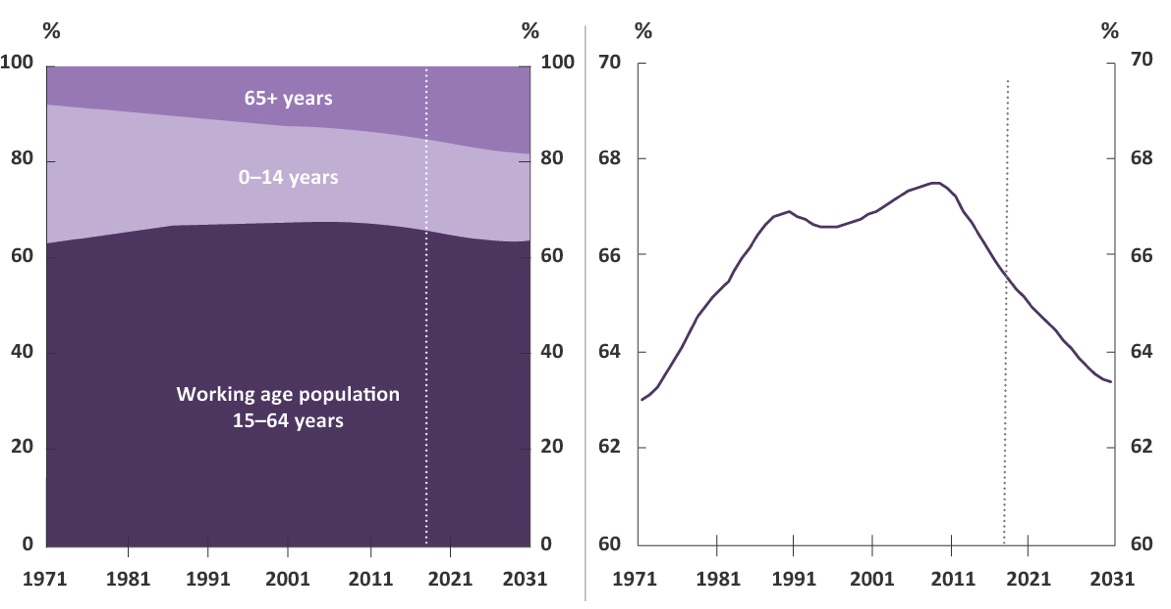 % % % %
100 100 70 70
65+ years
80 80 68 68
0–14 years
60 60 66 66
40 40 64 64
Working age population
15–64 years
20 20 62 62
0 0 60 60
1971 1981 1991 2001 2011 2021 2031 1971 1981 1991 2001 2011 2021 2031